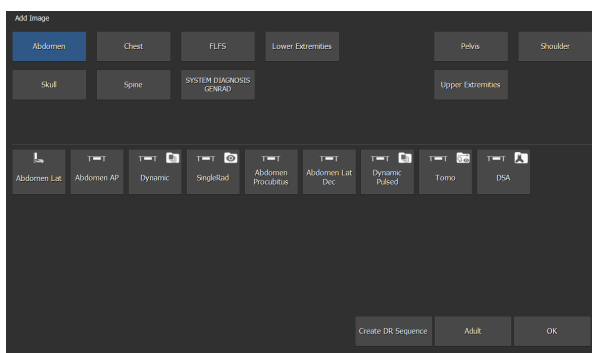 Add Image
Abdomen Chest FLFS Lower Extremities Pelvis Shoulder
Skull Spine SYSTEM DIAGNOSIS GENRAD Upper Extremities
Abdomen Lat Abdomen AP Dynamic SingleRad Abdomen Procubitus Abdomen Lat Dec Dynamic Pulsed Tomo DSA
Create DR Sequence Adult OK